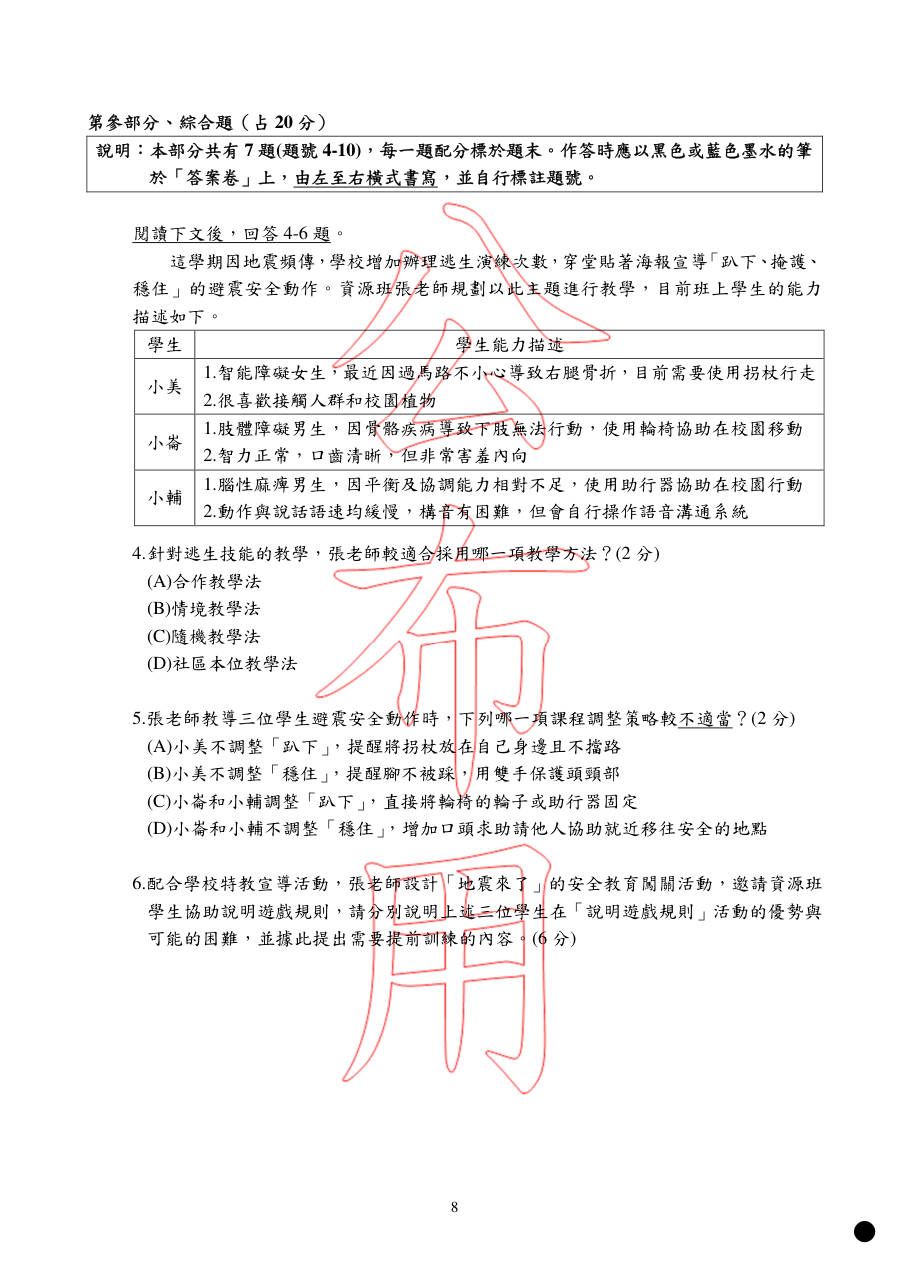 第參部分、綜合題（占 20 分）
說明：本部分共有 7 題(題號 4-10)，每一題配分標於題末。作答時應以黑色或藍色墨水的筆
於「答案卷」上，由左至右橫式書寫，並自行標註題號。
閱讀下文後，回答 4-6 題。
這學期因地震頻傳，學校增加辦理逃生演練次數，穿堂貼著海報宣導「趴下、掩護、
穩住」的避震安全動作。資源班張老師規劃以此主題進行教學，目前班上學生的能力
描述如下。
學生 學生能力描述
小美
1.智能障礙女生，最近因過馬路不小心導致右腿骨折，目前需要使用拐杖行走
2.很喜歡接觸人群和校園植物
小崙
1.肢體障礙男生，因骨骼疾病導致下肢無法行動，使用輪椅協助在校園移動
2.智力正常，口齒清晰，但非常害羞內向
小輔
1.腦性麻痺男生，因平衡及協調能力相對不足，使用助行器協助在校園行動
2.動作與說話語速均緩慢，構音有困難，但會自行操作語音溝通系統
4.針對逃生技能的教學，張老師較適合採用哪一項教學方法？(2 分)
(A)合作教學法
(B)情境教學法
(C)隨機教學法
(D)社區本位教學法
5.張老師教導三位學生避震安全動作時，下列哪一項課程調整策略較不適當？(2 分)
(A)小美不調整「趴下」，提醒將拐杖放在自己身邊且不擋路
(B)小美不調整「穩住」，提醒腳不被踩，用雙手保護頭頸部
(C)小崙和小輔調整「趴下」，直接將輪椅的輪子或助行器固定
(D)小崙和小輔不調整「穩住」，增加口頭求助請他人協助就近移往安全的地點
6.配合學校特教宣導活動，張老師設計「地震來了」的安全教育闖關活動，邀請資源班
學生協助說明遊戲規則，請分別說明上述三位學生在「說明遊戲規則」活動的優勢與
可能的困難，並據此提出需要提前訓練的內容。(6 分)
公布用
8